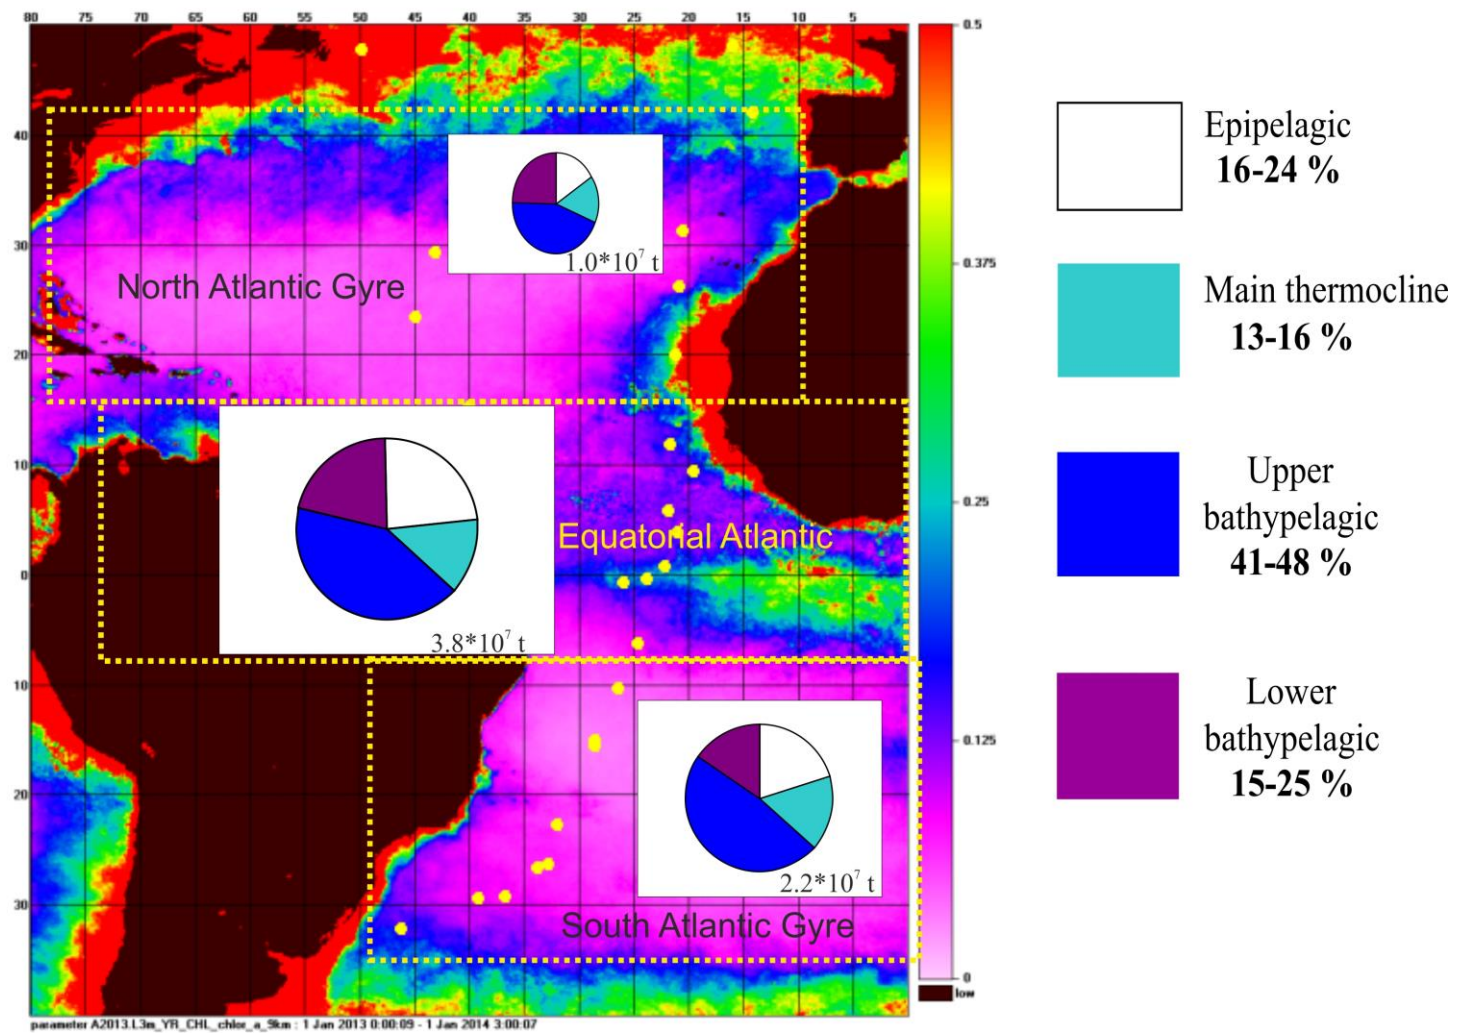 80 75 70 65 60 55 50 45 40 35 30 25 20 15 10 5
40
30
20
10
0
10
20
30
North Atlantic Gyre
1.0*10⁷ t
Equatorial Atlantic
3.8*10⁷ t
South Atlantic Gyre
2.2*10⁷ t
0.5
0.375
0.25
0.125
0
low
parameter A2013.L3m_YR_CHL_chlor_a_9km : 1 Jan 2013 0:00:09 - 1 Jan 2014 3:00:07
Epipelagic
16-24 %
Main thermocline
13-16 %
Upper
bathypelagic
41-48 %
Lower
bathypelagic
15-25 %